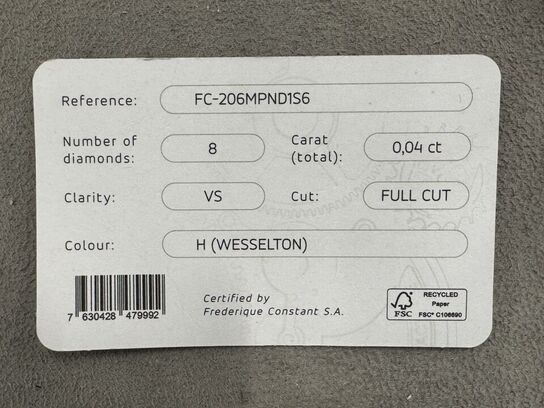 Reference: FC-206MPND1S6
Number of diamonds: 8 Carat (total): 0,04 ct
Clarity: VS Cut: FULL CUT
Colour: H (WESSELTON)
7 630428 479992
Certified by
Frederique Constant S.A.
FSC
RECYCLED
Paper
FSC® C106690